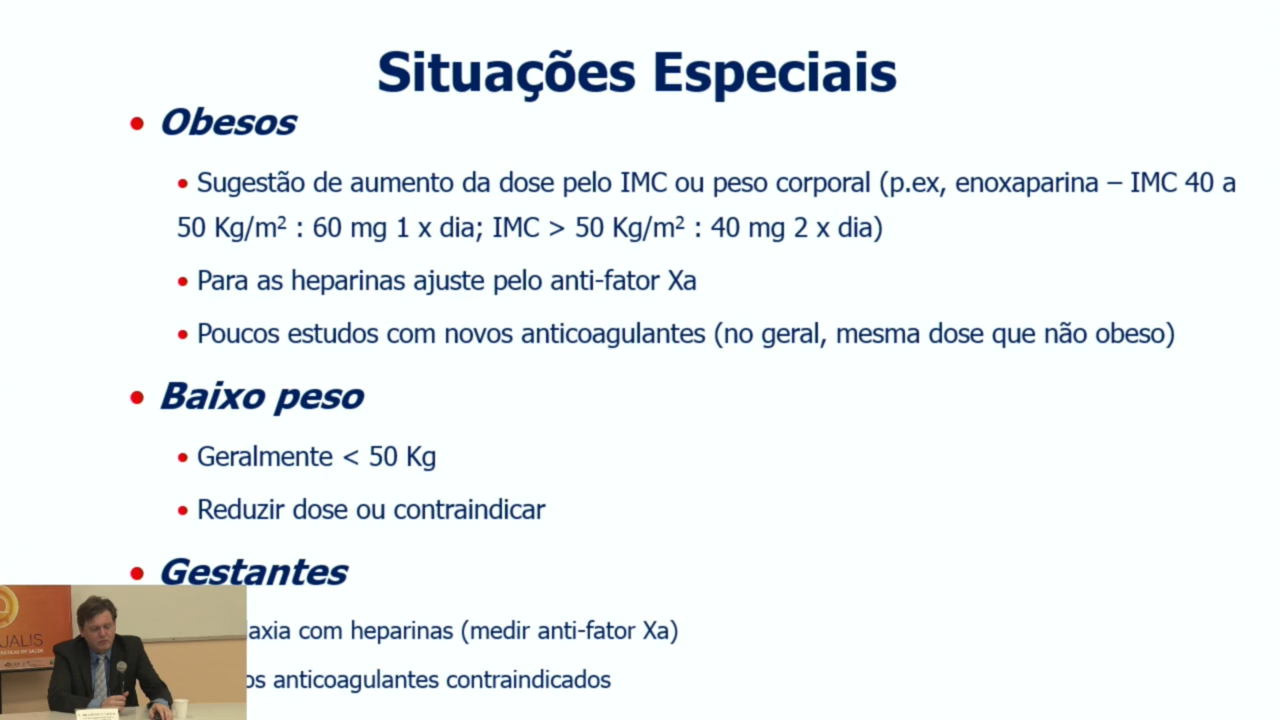 Situações Especiais
• Obesos
• Sugestão de aumento da dose pelo IMC ou peso corporal (p.ex, enoxaparina – IMC 40 a
50 Kg/m² : 60 mg 1 x dia; IMC > 50 Kg/m² : 40 mg 2 x dia)
• Para as heparinas ajuste pelo anti-fator Xa
• Poucos estudos com novos anticoagulantes (no geral, mesma dose que não obeso)
• Baixo peso
• Geralmente < 50 Kg
• Reduzir dose ou contraindicar
• Gestantes
laxia com heparinas (medir anti-fator Xa)
os anticoagulantes contraindicados
JALIS